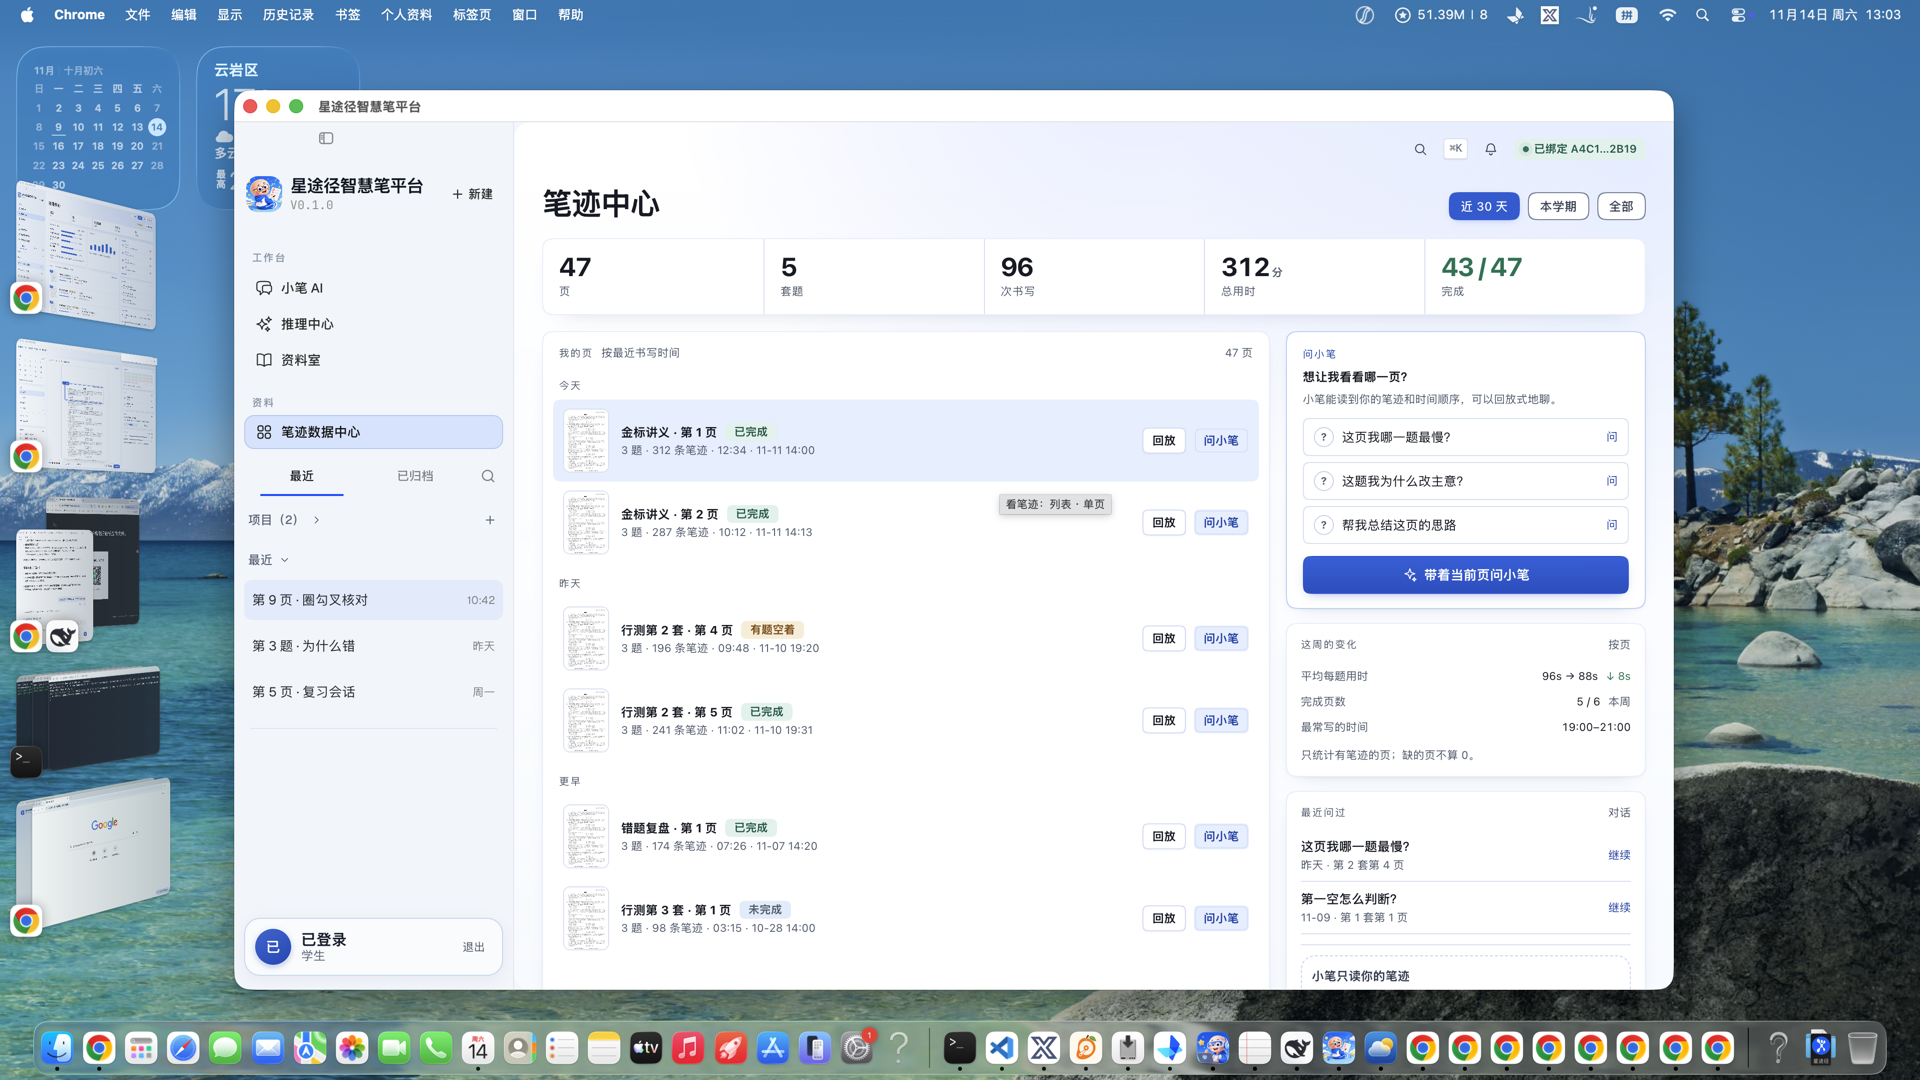 Chrome 文件 编辑 显示 历史记录 书签 个人资料 标签页 窗口 帮助
51.39M 8 拼 11月14日 周六 13:03
11月 十月初六
日 一 二 三 四 五 六
1 2 3 4 5 6 7
8 9 10 11 12 13 14
15 16 17 18 19 20 21
22 23 24 25 26 27 28
30
云岩区
星途径智慧笔平台
星途径智慧笔平台
V0.1.0
+ 新建
工作台
小笔 AI
推理中心
资料室
资料
笔迹数据中心
最近 已归档
项目（2）
最近
第 9 页 · 圈勾叉核对 10:42
第 3 题 · 为什么错 昨天
第 5 页 · 复习会话 周一
已 已登录
学生
退出
⌘K
已绑定 A4C1...2B19
笔迹中心
近 30 天 本学期 全部
47 5 96 312分 43/47
页 套题 次书写 总用时 完成
我的页 按最近书写时间 47 页
今天
金标讲义 · 第 1 页 已完成
3 题 · 312 条笔迹 · 12:34 · 11-11 14:00
回放 问小笔
看笔迹：列表 · 单页
金标讲义 · 第 2 页 已完成
3 题 · 287 条笔迹 · 10:12 · 11-11 14:13
回放 问小笔
昨天
行测第 2 套 · 第 4 页 有题空着
3 题 · 196 条笔迹 · 09:48 · 11-10 19:20
回放 问小笔
行测第 2 套 · 第 5 页 已完成
3 题 · 241 条笔迹 · 11:02 · 11-10 19:31
回放 问小笔
更早
错题复盘 · 第 1 页 已完成
3 题 · 174 条笔迹 · 07:26 · 11-07 14:20
回放 问小笔
行测第 3 套 · 第 1 页 未完成
3 题 · 98 条笔迹 · 03:15 · 10-28 14:00
回放 问小笔
问小笔
想让我看看哪一页？
小笔能读到你的笔迹和时间顺序，可以回放式地聊。
? 这页我哪一题最慢？ 问
? 这题我为什么改主意？ 问
? 帮我总结这页的思路 问
带着当前页问小笔
这周的变化 按页
平均每题用时 96s → 88s ↓ 8s
完成页数 5 / 6 本周
最常写的时间 19:00–21:00
只统计有笔迹的页；缺的页不算 0。
最近问过 对话
这页我哪一题最慢？
昨天 · 第 2 套第 4 页
继续
第一空怎么判断？
11-09 · 第 1 套第 1 页
继续
小笔只读你的笔迹
Google
周六
14
tv
1